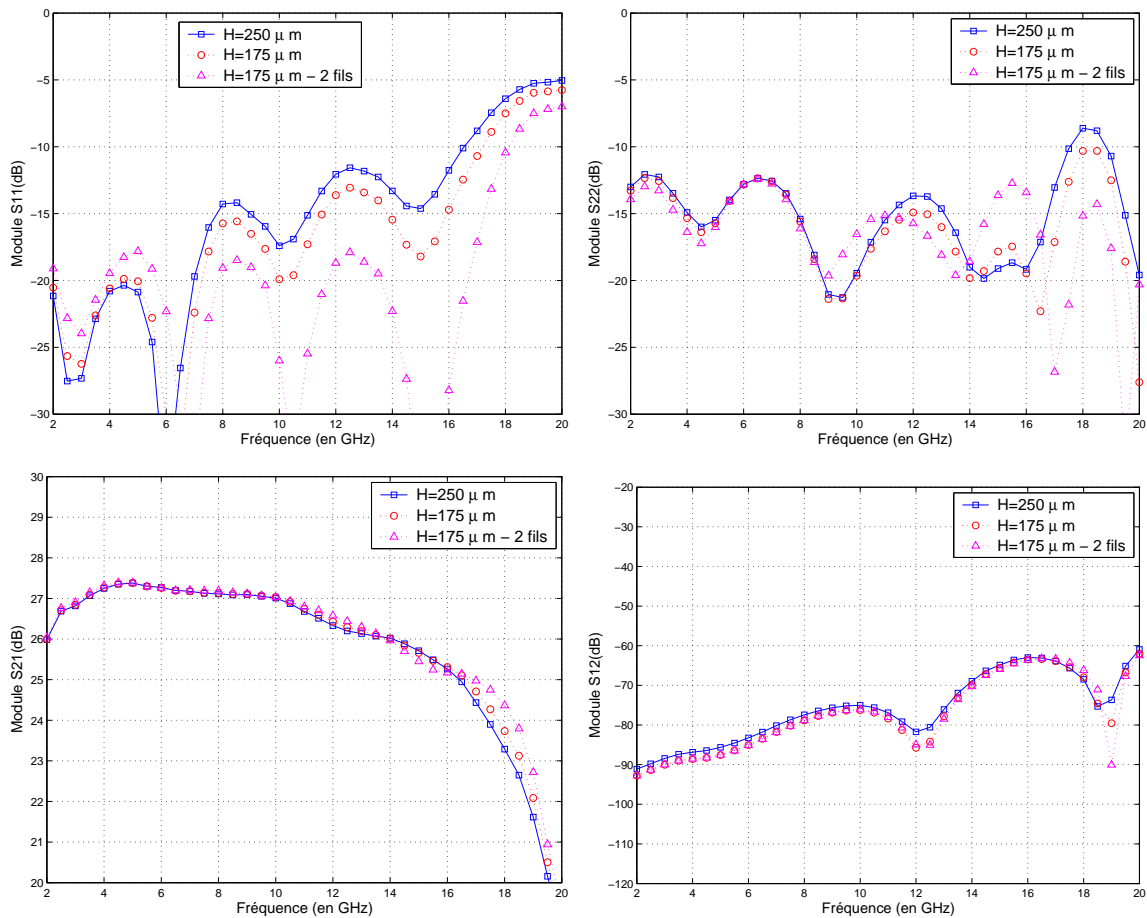 0
−5
−10
−15
−20
−25
−30
Module S11(dB)
2 4 6 8 10 12 14 16 18 20
Fréquence (en GHz)
H=250 μ m
H=175 μ m
H=175 μ m − 2 fils
0
−5
−10
−15
−20
−25
−30
Module S22(dB)
2 4 6 8 10 12 14 16 18 20
Fréquence (en GHz)
H=250 μ m
H=175 μ m
H=175 μ m − 2 fils
30
29
28
27
26
25
24
23
22
21
20
Module S21(dB)
2 4 6 8 10 12 14 16 18 20
Fréquence (en GHz)
H=250 μ m
H=175 μ m
H=175 μ m − 2 fils
−20
−30
−40
−50
−60
−70
−80
−90
−100
−110
−120
Module S12(dB)
2 4 6 8 10 12 14 16 18 20
Fréquence (en GHz)
H=250 μ m
H=175 μ m
H=175 μ m − 2 fils